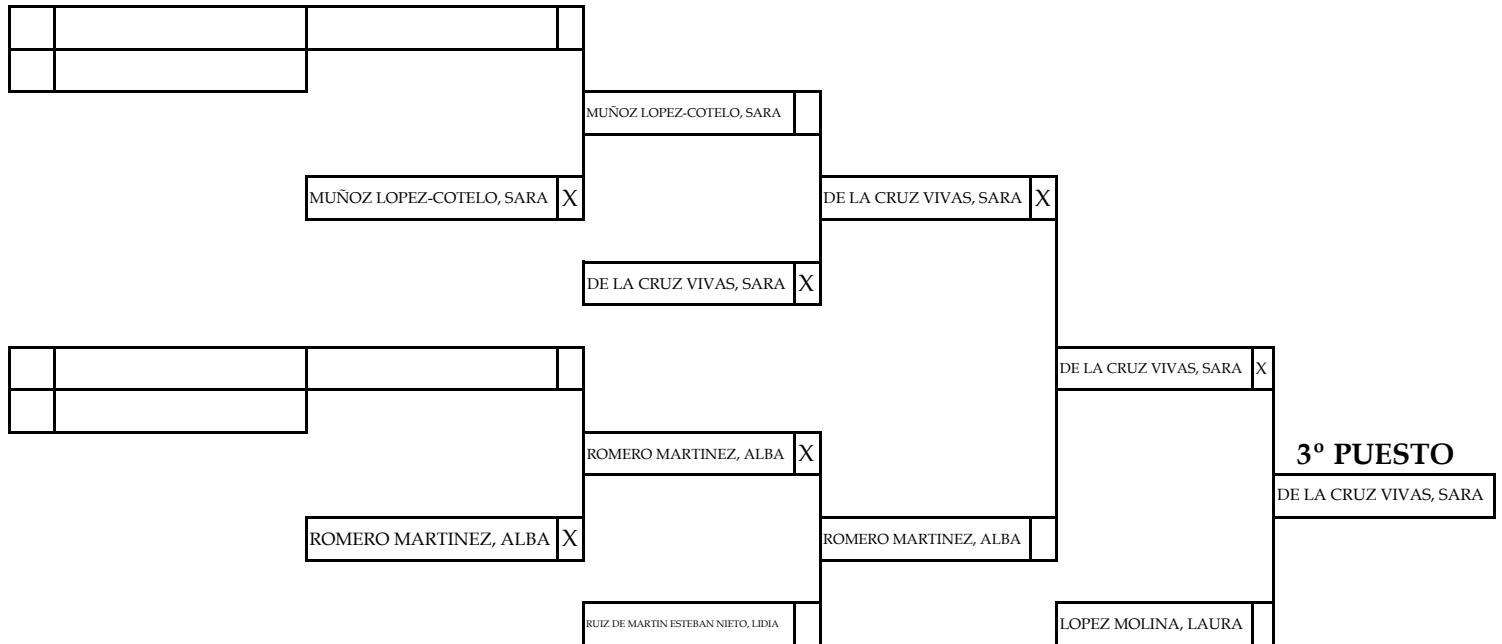 MUÑOZ LOPEZ-COTELO, SARA
MUÑOZ LOPEZ-COTELO, SARA X
DE LA CRUZ VIVAS, SARA X
DE LA CRUZ VIVAS, SARA X
DE LA CRUZ VIVAS, SARA X
ROMERO MARTINEZ, ALBA X
3º PUESTO
DE LA CRUZ VIVAS, SARA
ROMERO MARTINEZ, ALBA X
ROMERO MARTINEZ, ALBA
RUIZ DE MARTIN ESTEBAN NIETO, LIDIA
LOPEZ MOLINA, LAURA